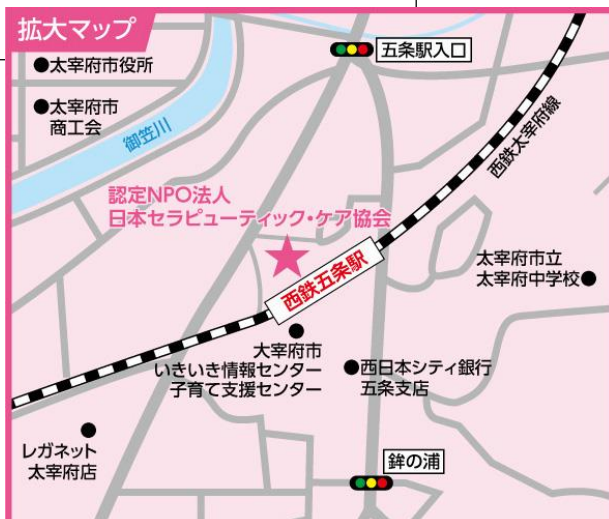 拡大マップ
五条駅入口
●太宰府市役所
●太宰府市
商工会
御笠川
西鉄太宰府線
認定NPO法人
日本セラピューティック・ケア協会
西鉄五条駅
太宰府市立
太宰府中学校●
大宰府市
いきいき情報センター
子育て支援センター
●西日本シティ銀行
五条支店
レガネット
太宰府店
鉾の浦